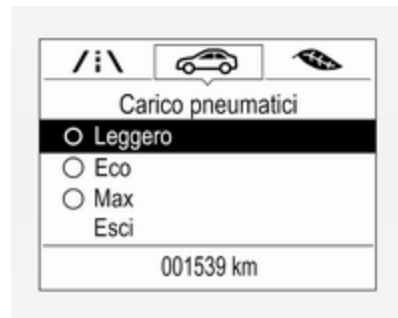 Carico pneumatici
Leggero
Eco
Max
Esci
001539 km